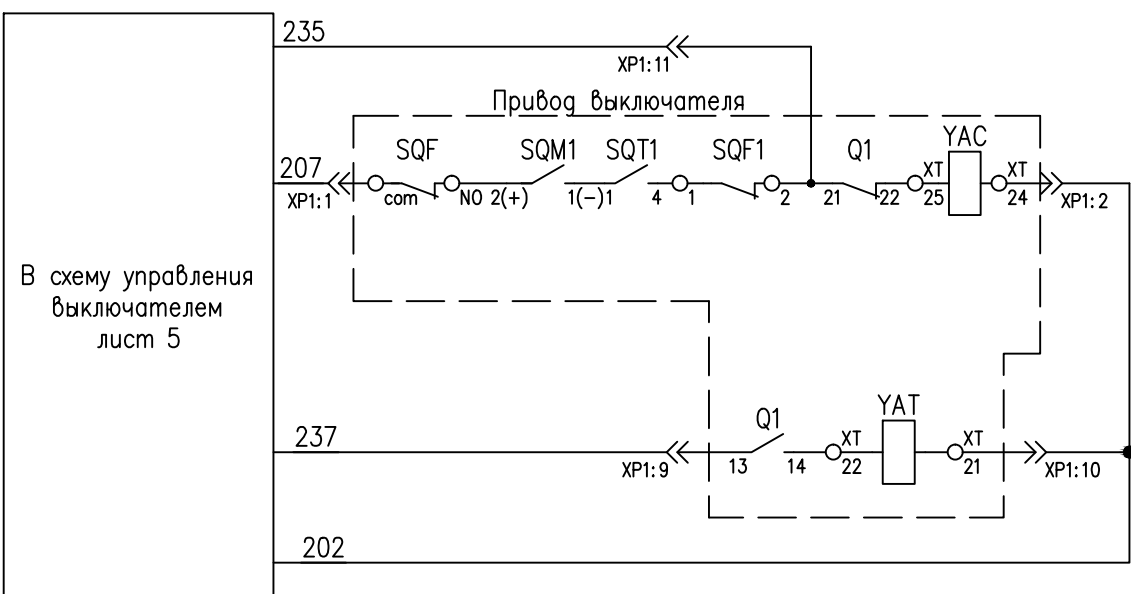 235
XP1:11
Привод выключателя
SQF SQM1 SQT1 SQF1 Q1 YAC
207 XT XT
XP1:1 com NO 2(+) 1(-)1 4 1 2 21 22 25 24 XP1:2
В схему управления
выключателем
лист 5
237 Q1 YAT
XT XT
XP1:9 13 14 22 21 XP1:10
202